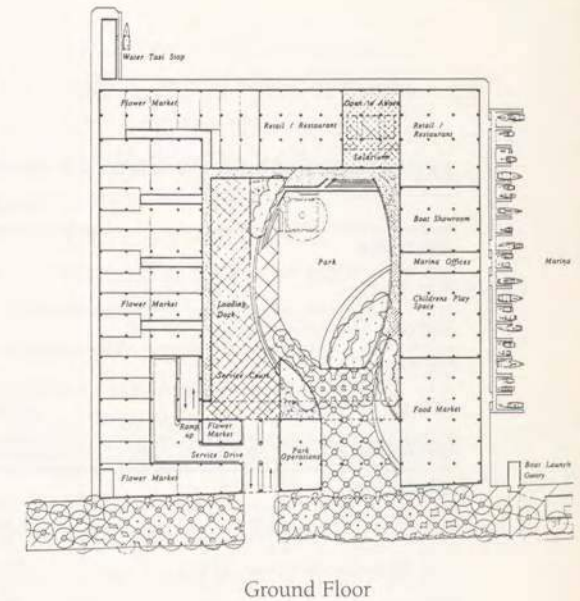 Water Taxi Stop
Flower Market
Retail / Restaurant
Open to Above
Solarium
Retail /
Restaurant
Boat Showroom
Park
Marina Offices
Marina
Childrens Play
Space
Flower Market
Loading
Dock
Service Court
Food Market
Ramp
up
Flower
Market
Park
Operations
Service Drive
Flower Market
Boat Launch
Gantry
Ground Floor